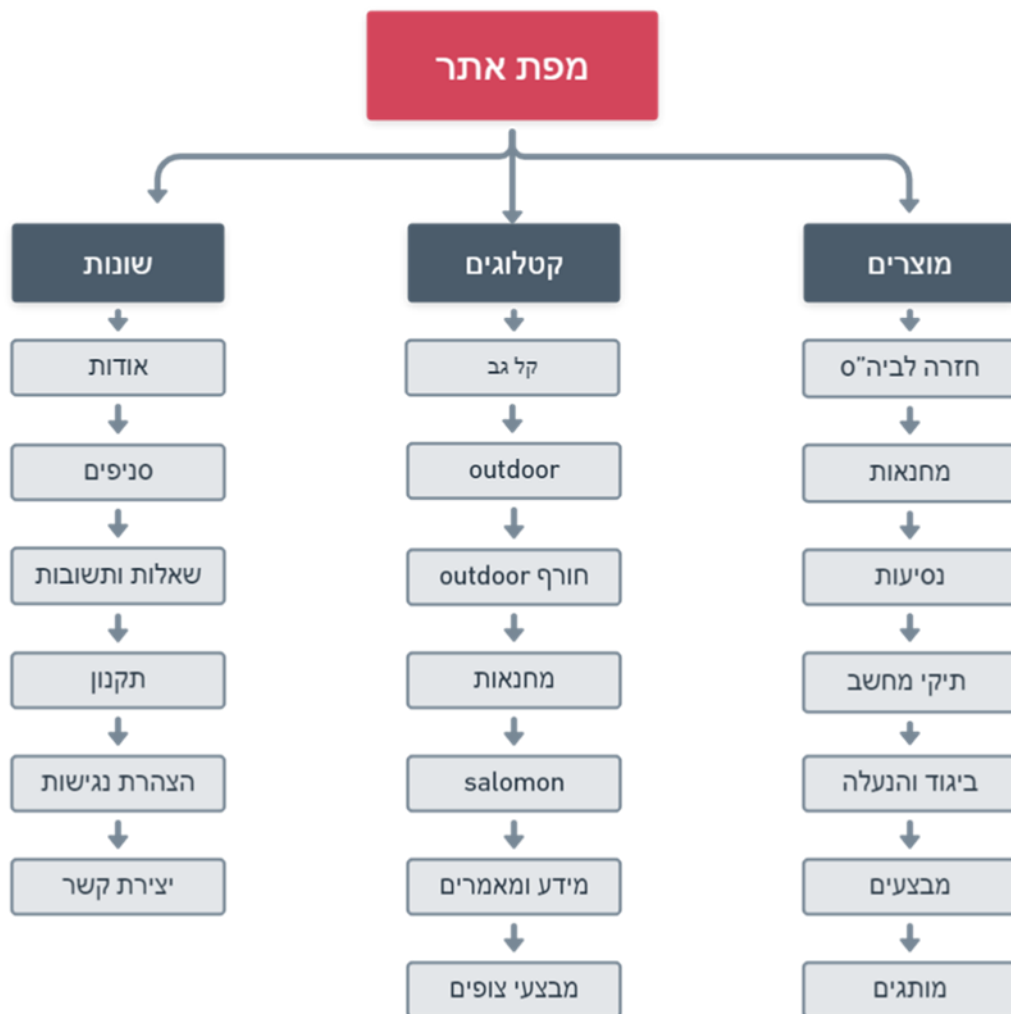 מפת אתר
מוצרים
חזרה לביה"ס
מחנאות
נסיעות
תיקי מחשב
ביגוד והנעלה
מבצעים
מותגים
קטלוגים
קל גב
outdoor
חורף outdoor
מחנאות
salomon
מידע ומאמרים
מבצעי צופים
שונות
אודות
סניפים
שאלות ותשובות
תקנון
הצהרת נגישות
יצירת קשר